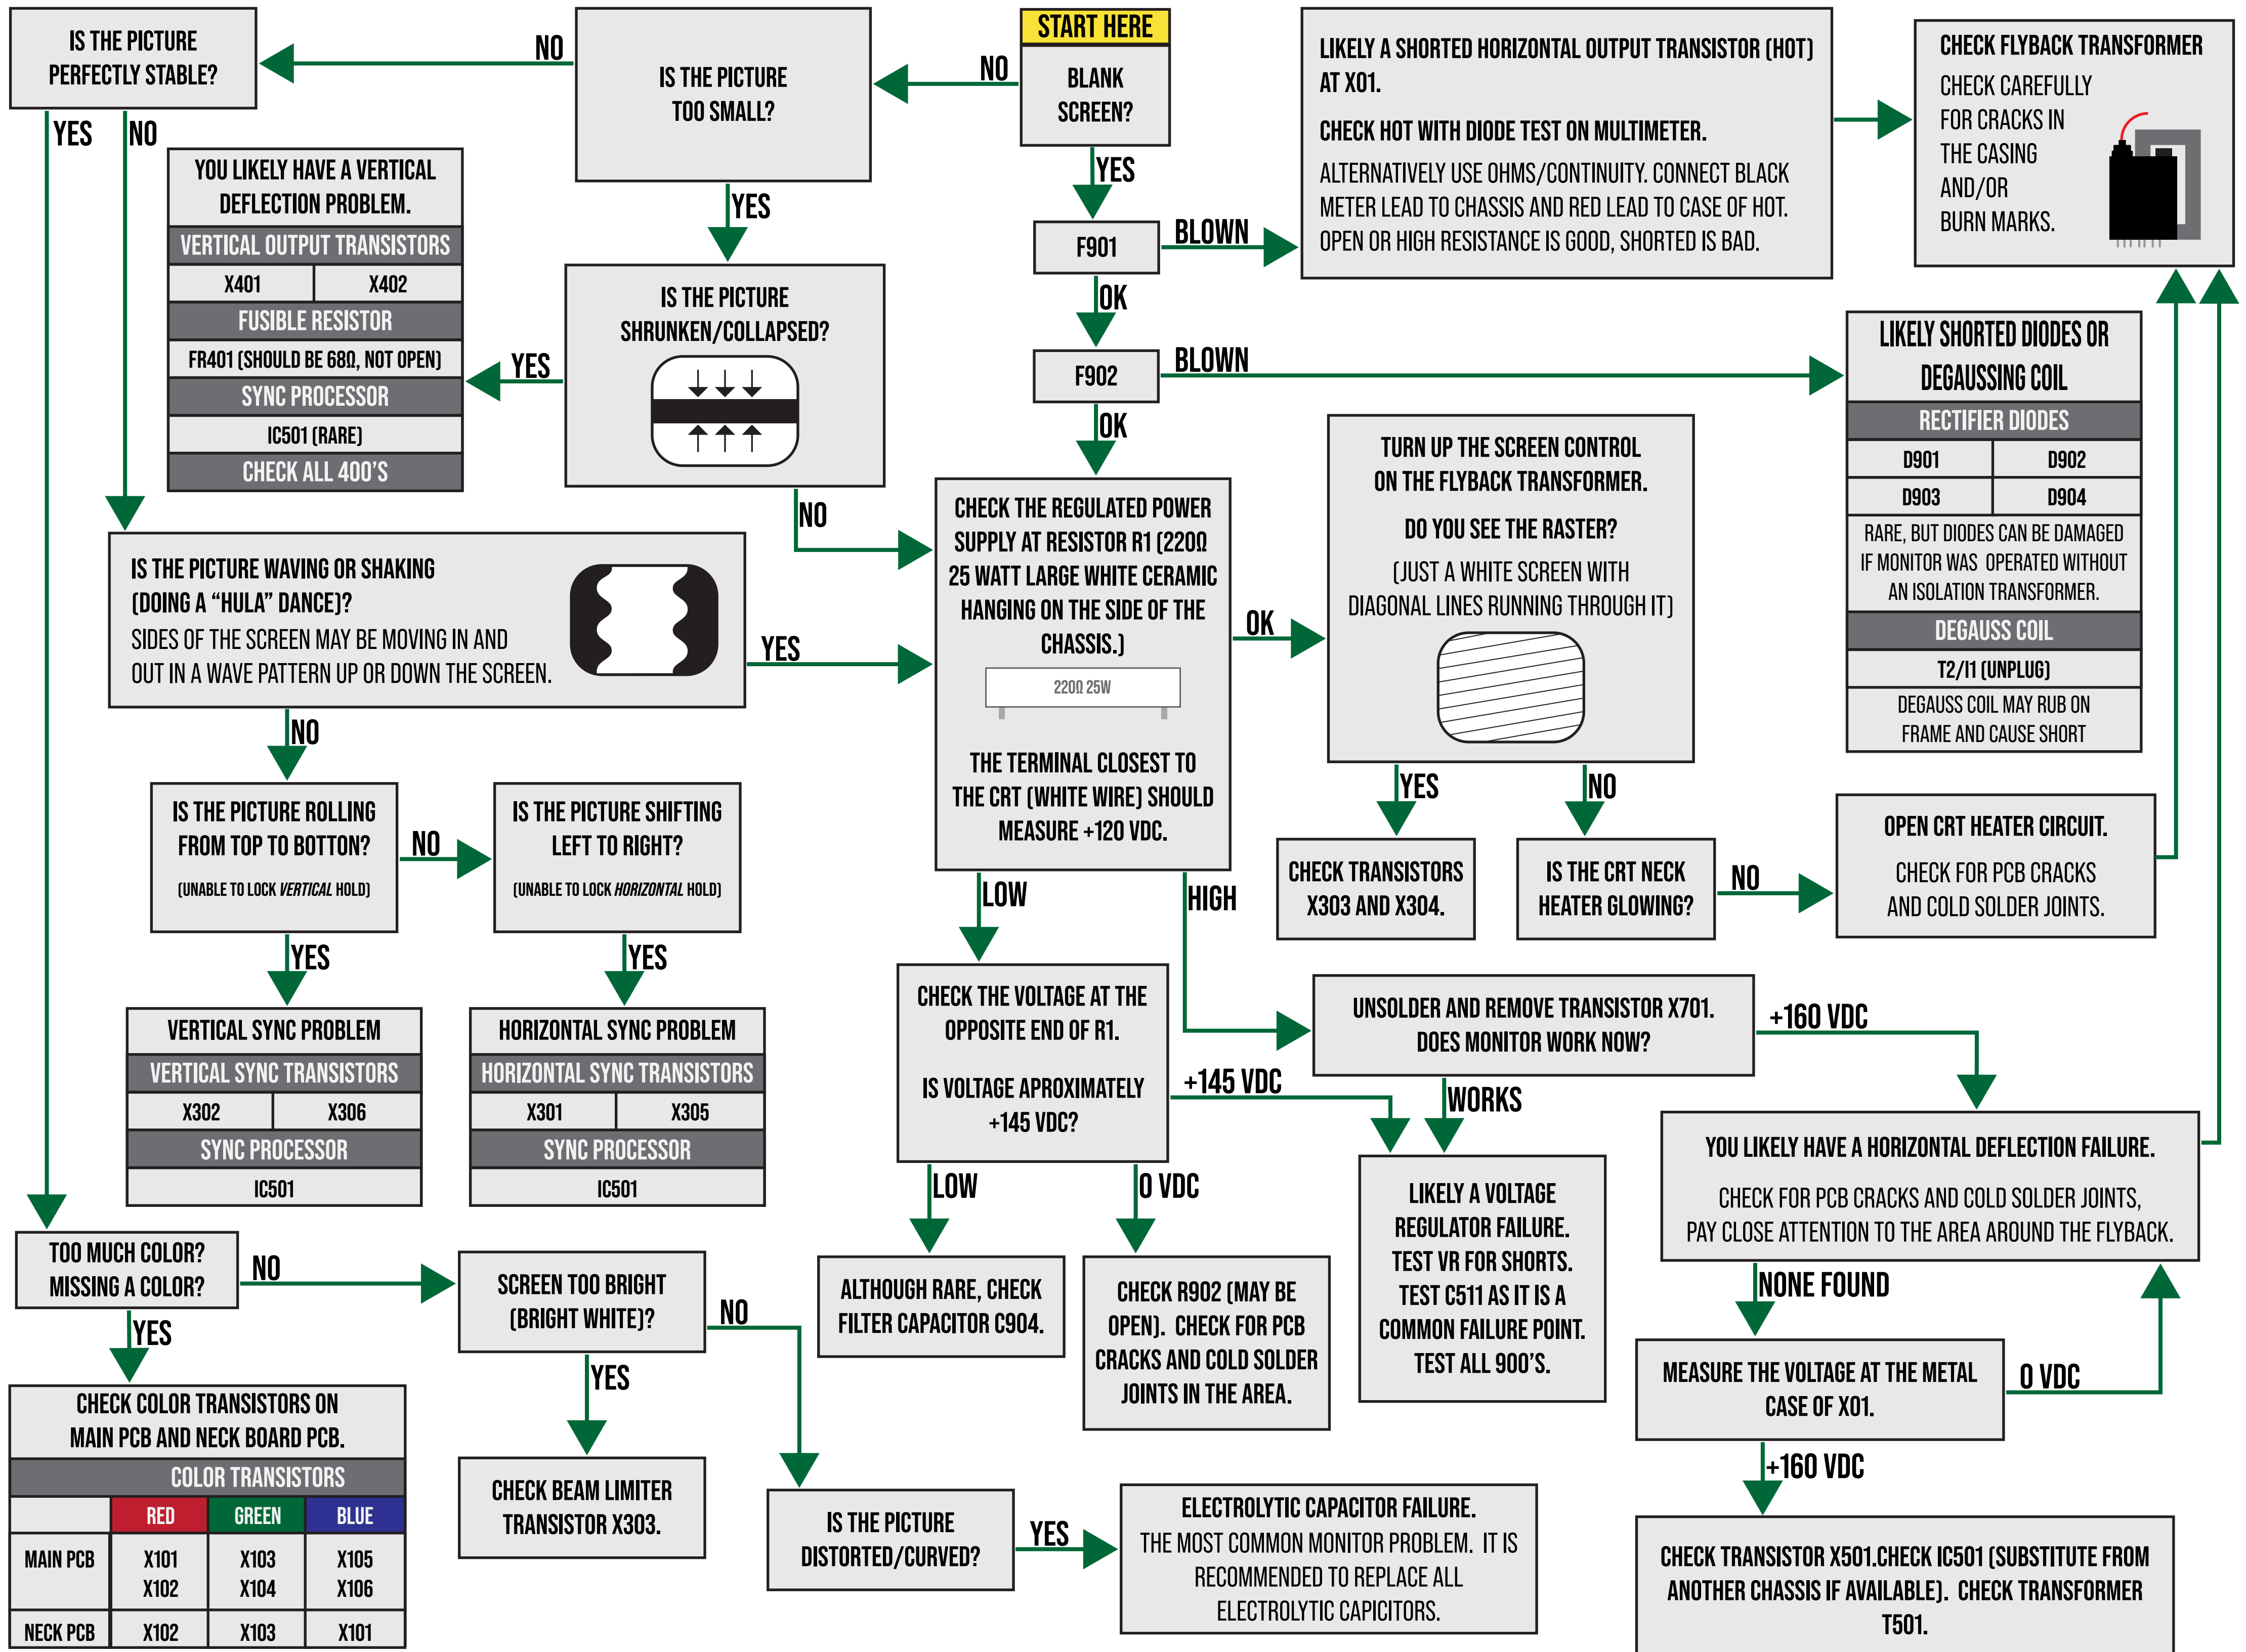 START HERE
BLANK
SCREEN?
NO
YES
IS THE PICTURE
TOO SMALL?
NO
YES
IS THE PICTURE
PERFECTLY STABLE?
YES
NO
YOU LIKELY HAVE A VERTICAL
DEFLECTION PROBLEM.
VERTICAL OUTPUT TRANSISTORS
X401 X402
FUSIBLE RESISTOR
FR401 (SHOULD BE 68Ω, NOT OPEN)
SYNC PROCESSOR
IC501 (RARE)
CHECK ALL 400'S
IS THE PICTURE
SHRUNKEN/COLLAPSED?
YES
NO
F901
BLOWN
OK
F902
BLOWN
OK
LIKELY A SHORTED HORIZONTAL OUTPUT TRANSISTOR (HOT)
AT X01.
CHECK HOT WITH DIODE TEST ON MULTIMETER.
ALTERNATIVELY USE OHMS/CONTINUITY. CONNECT BLACK
METER LEAD TO CHASSIS AND RED LEAD TO CASE OF HOT.
OPEN OR HIGH RESISTANCE IS GOOD, SHORTED IS BAD.
CHECK FLYBACK TRANSFORMER
CHECK CAREFULLY
FOR CRACKS IN
THE CASING
AND/OR
BURN MARKS.
LIKELY SHORTED DIODES OR
DEGAUSSING COIL
RECTIFIER DIODES
D901 D902
D903 D904
RARE, BUT DIODES CAN BE DAMAGED
IF MONITOR WAS OPERATED WITHOUT
AN ISOLATION TRANSFORMER.
DEGAUSS COIL
T2/I1 (UNPLUG)
DEGAUSS COIL MAY RUB ON
FRAME AND CAUSE SHORT
CHECK THE REGULATED POWER
SUPPLY AT RESISTOR R1 (220Ω
25 WATT LARGE WHITE CERAMIC
HANGING ON THE SIDE OF THE
CHASSIS.)
220Ω 25W
THE TERMINAL CLOSEST TO
THE CRT (WHITE WIRE) SHOULD
MEASURE +120 VDC.
OK
LOW
HIGH
TURN UP THE SCREEN CONTROL
ON THE FLYBACK TRANSFORMER.
DO YOU SEE THE RASTER?
(JUST A WHITE SCREEN WITH
DIAGONAL LINES RUNNING THROUGH IT)
YES
NO
CHECK TRANSISTORS
X303 AND X304.
IS THE CRT NECK
HEATER GLOWING?
NO
OPEN CRT HEATER CIRCUIT.
CHECK FOR PCB CRACKS
AND COLD SOLDER JOINTS.
IS THE PICTURE WAVING OR SHAKING
(DOING A “HULA” DANCE)?
SIDES OF THE SCREEN MAY BE MOVING IN AND
OUT IN A WAVE PATTERN UP OR DOWN THE SCREEN.
YES
NO
IS THE PICTURE ROLLING
FROM TOP TO BOTTON?
(UNABLE TO LOCK VERTICAL HOLD)
NO
YES
IS THE PICTURE SHIFTING
LEFT TO RIGHT?
(UNABLE TO LOCK HORIZONTAL HOLD)
YES
VERTICAL SYNC PROBLEM
VERTICAL SYNC TRANSISTORS
X302 X306
SYNC PROCESSOR
IC501
HORIZONTAL SYNC PROBLEM
HORIZONTAL SYNC TRANSISTORS
X301 X305
SYNC PROCESSOR
IC501
CHECK THE VOLTAGE AT THE
OPPOSITE END OF R1.
IS VOLTAGE APROXIMATELY
+145 VDC?
+145 VDC
LOW
0 VDC
UNSOLDER AND REMOVE TRANSISTOR X701.
DOES MONITOR WORK NOW?
+160 VDC
WORKS
YOU LIKELY HAVE A HORIZONTAL DEFLECTION FAILURE.
CHECK FOR PCB CRACKS AND COLD SOLDER JOINTS,
PAY CLOSE ATTENTION TO THE AREA AROUND THE FLYBACK.
NONE FOUND
ALTHOUGH RARE, CHECK
FILTER CAPACITOR C904.
CHECK R902 (MAY BE
OPEN). CHECK FOR PCB
CRACKS AND COLD SOLDER
JOINTS IN THE AREA.
LIKELY A VOLTAGE
REGULATOR FAILURE.
TEST VR FOR SHORTS.
TEST C511 AS IT IS A
COMMON FAILURE POINT.
TEST ALL 900'S.
MEASURE THE VOLTAGE AT THE METAL
CASE OF X01.
0 VDC
+160 VDC
CHECK TRANSISTOR X501.CHECK IC501 (SUBSTITUTE FROM
ANOTHER CHASSIS IF AVAILABLE). CHECK TRANSFORMER
T501.
TOO MUCH COLOR?
MISSING A COLOR?
NO
YES
SCREEN TOO BRIGHT
(BRIGHT WHITE)?
NO
YES
CHECK BEAM LIMITER
TRANSISTOR X303.
IS THE PICTURE
DISTORTED/CURVED?
YES
ELECTROLYTIC CAPACITOR FAILURE.
THE MOST COMMON MONITOR PROBLEM. IT IS
RECOMMENDED TO REPLACE ALL
ELECTROLYTIC CAPICITORS.
CHECK COLOR TRANSISTORS ON
MAIN PCB AND NECK BOARD PCB.
COLOR TRANSISTORS
RED GREEN BLUE
MAIN PCB X101 X103 X105
X102 X104 X106
NECK PCB X102 X103 X101